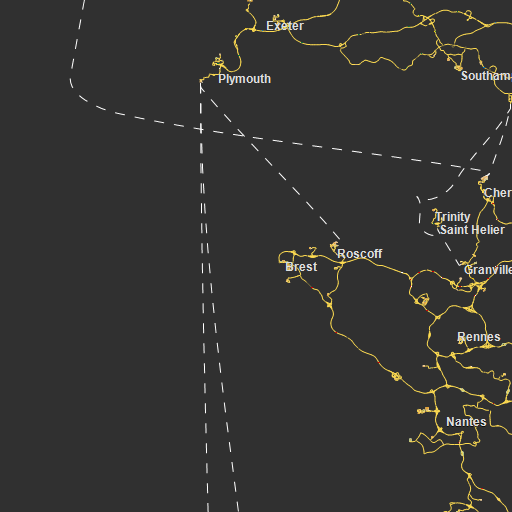 Exeter
Plymouth
Southam
Cher
Trinity
Saint Helier
Roscoff
Brest
Granville
Rennes
Nantes